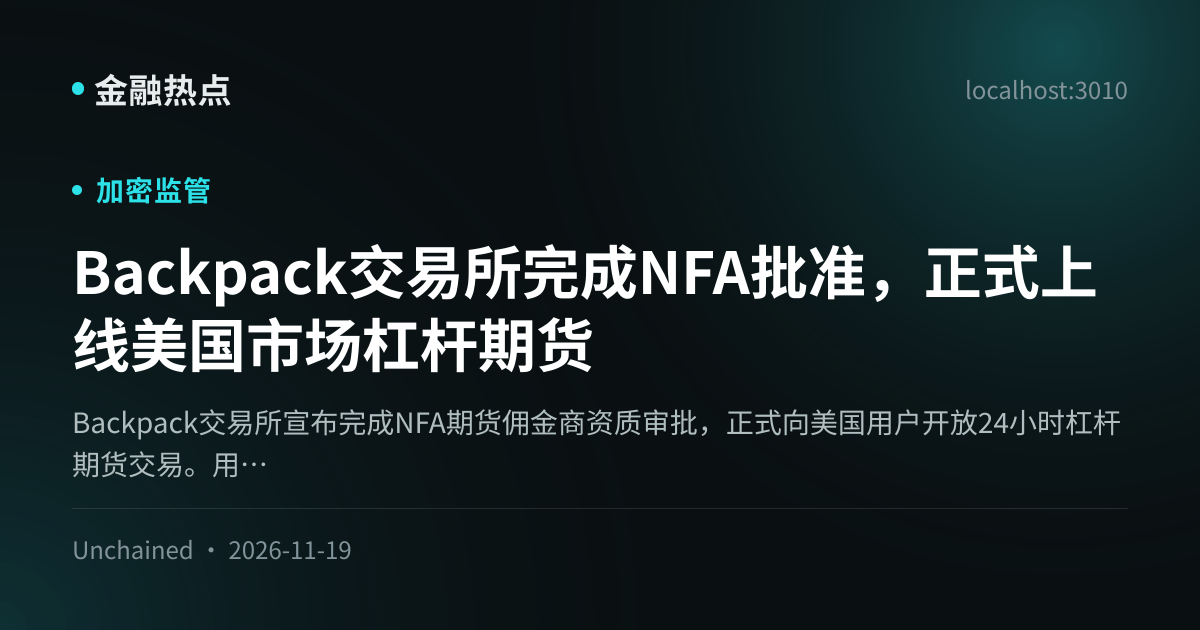 金融热点
localhost:3010
加密监管
Backpack交易所完成NFA批准，正式上
线美国市场杠杆期货
Backpack交易所宣布完成NFA期货佣金商资质审批，正式向美国用户开放24小时杠杆
期货交易。用…
Unchained • 2026-11-19